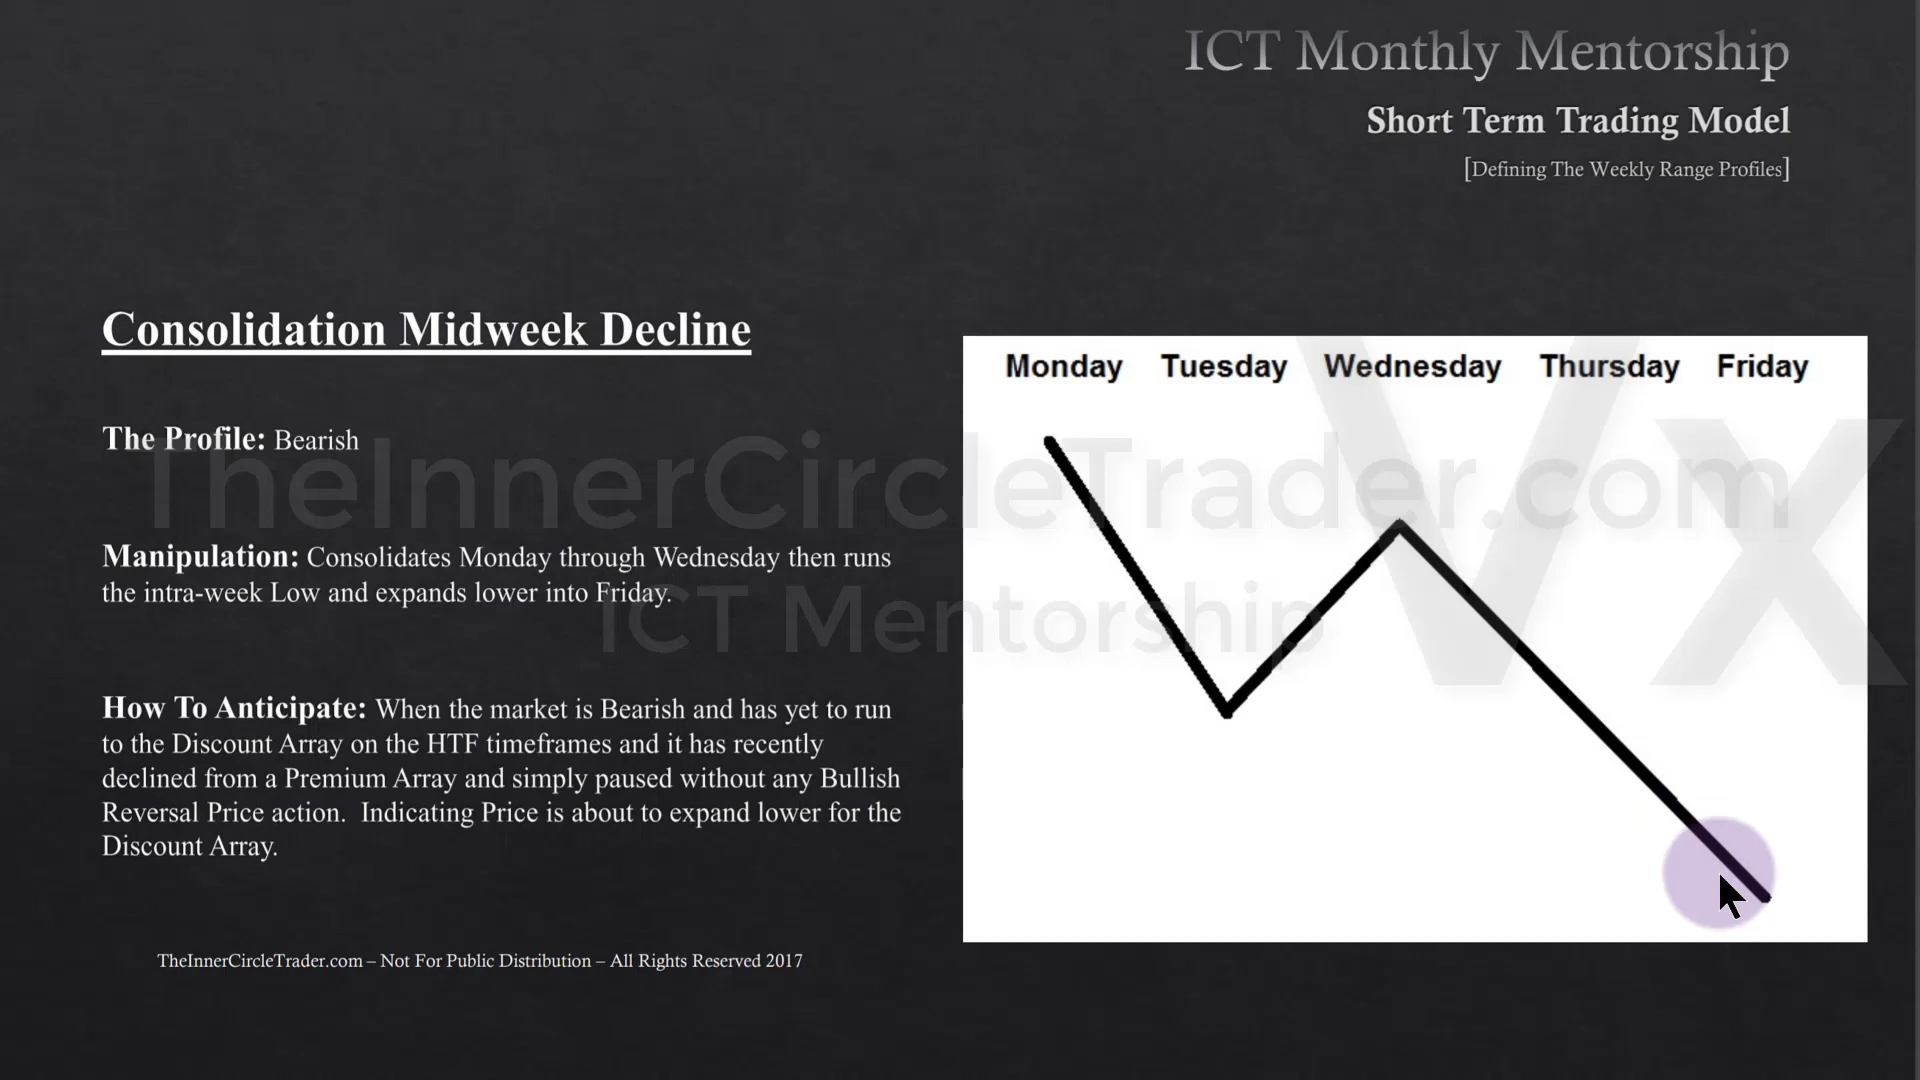 ICT Monthly Mentorship
Short Term Trading Model
[Defining The Weekly Range Profiles]
Consolidation Midweek Decline
The Profile: Bearish
Manipulation: Consolidates Monday through Wednesday then runs
the intra-week Low and expands lower into Friday.
How To Anticipate: When the market is Bearish and has yet to run
to the Discount Array on the HTF timeframes and it has recently
declined from a Premium Array and simply paused without any Bullish
Reversal Price action.  Indicating Price is about to expand lower for the
Discount Array.
Monday Tuesday Wednesday Thursday Friday
TheInnerCircleTrader.com
ICT Mentorship
Vx
TheInnerCircleTrader.com – Not For Public Distribution – All Rights Reserved 2017